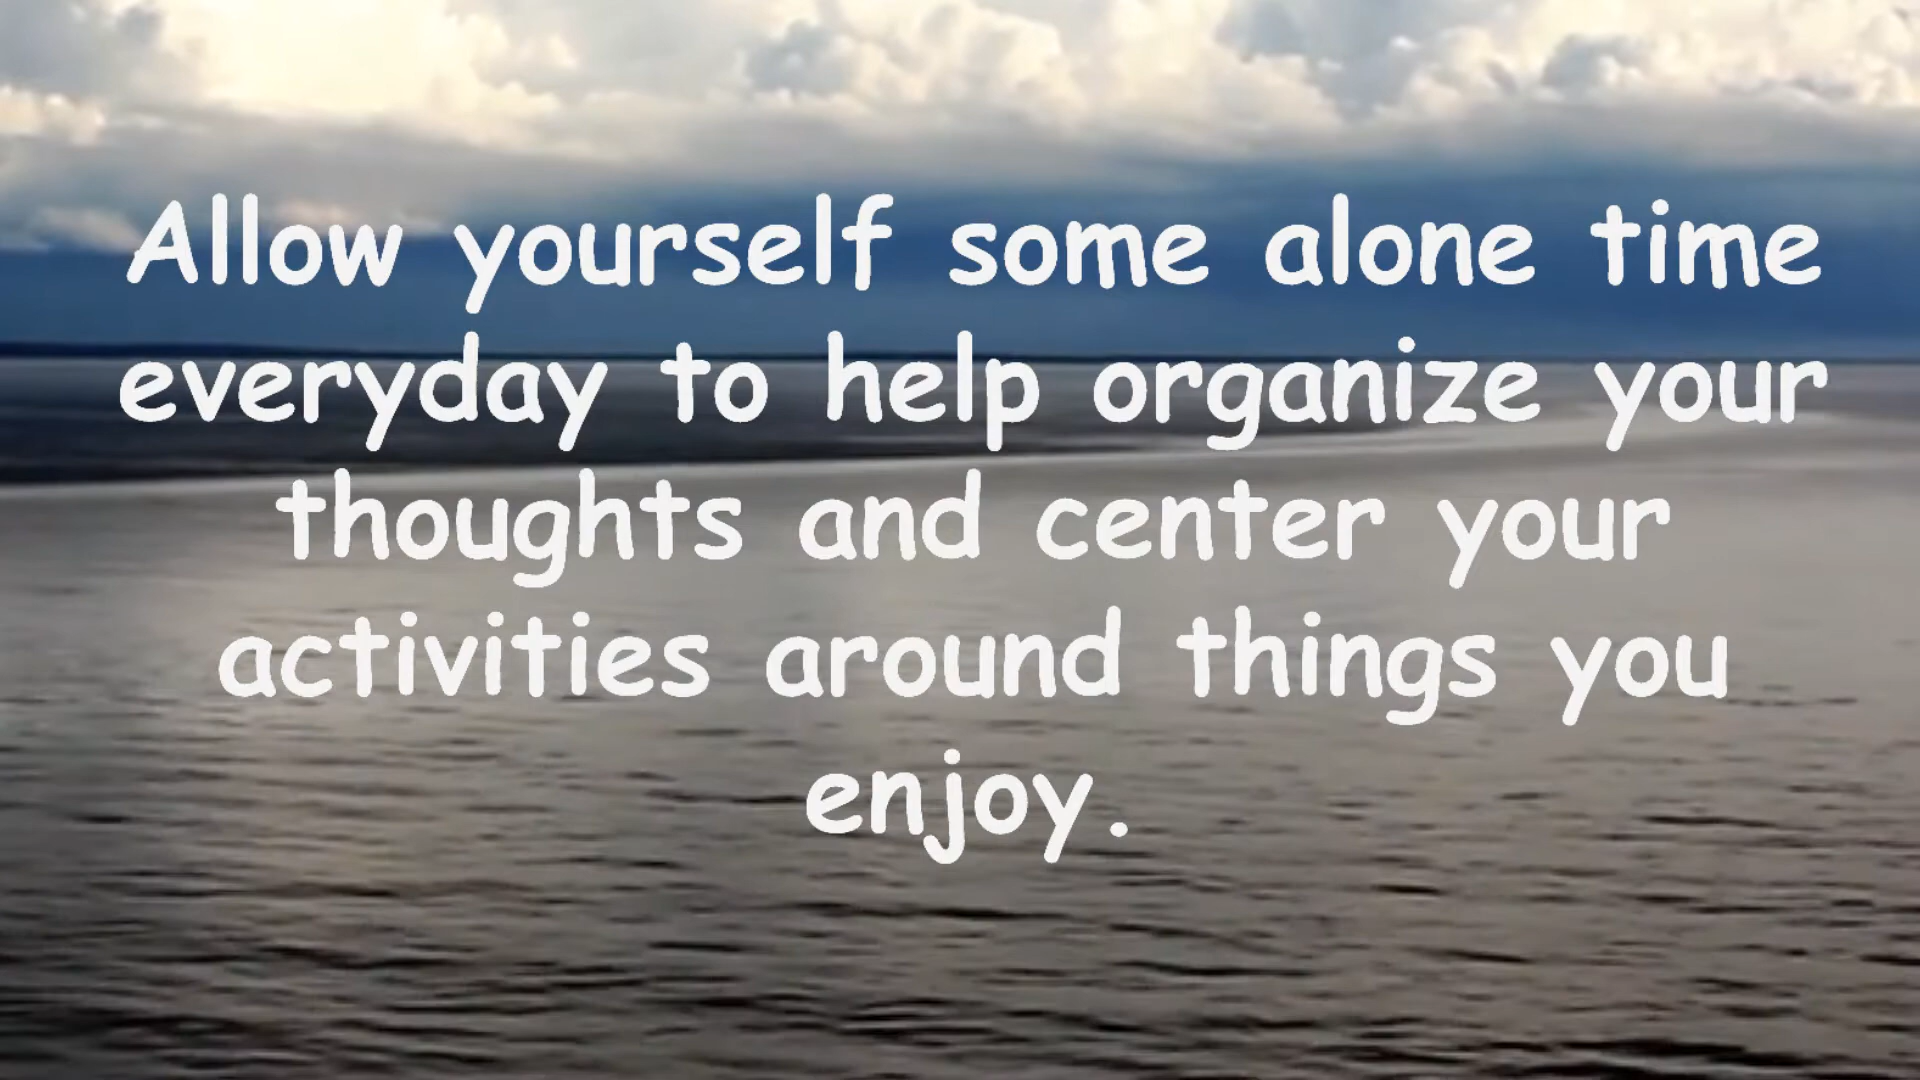 Allow yourself some alone time
everyday to help organize your
thoughts and center your
activities around things you
enjoy.